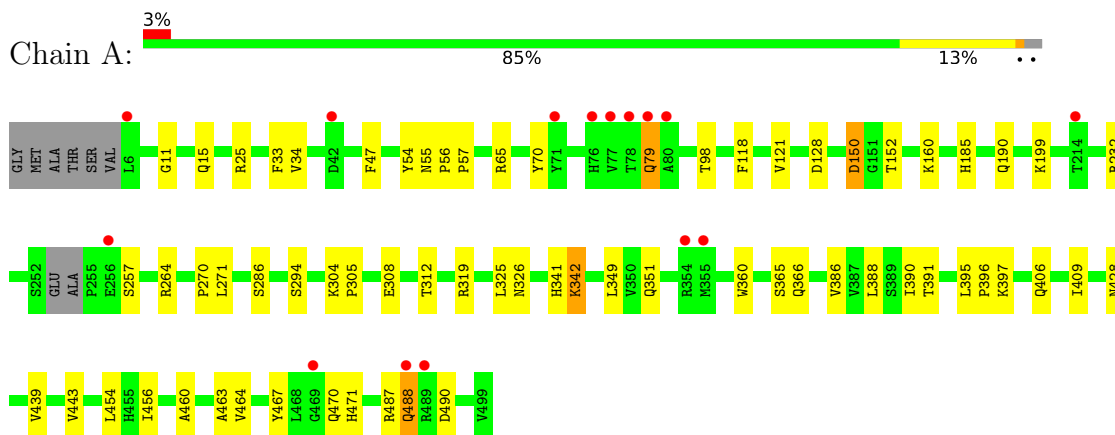 3%
Chain A:
85% 13% ..
GLY MET ALA THR SER VAL L6 G11 Q15 R25 F33 V34 D42 F47 Y54 N55 P56 P57 R65 Y70 Y71 H76 V77 T78 Q79 A80 T98 F118 V121 D128 D150 G151 T152 K160 H185 Q190 K199 T214
S252 GLU ALA P255 E256 S257 R264 P270 L271 S286 S294 K304 P305 E308 T312 R319 L325 N326 H341 K342 L349 V350 Q351 R354 M355 W360 S365 Q366 V386 V387 L388 S389 I390 T391 L395 P396 K397 Q406 I409
V439 V443 L454 H455 I456 A460 A463 V464 Y467 L468 G469 Q470 H471 R487 Q488 R489 D490 V499